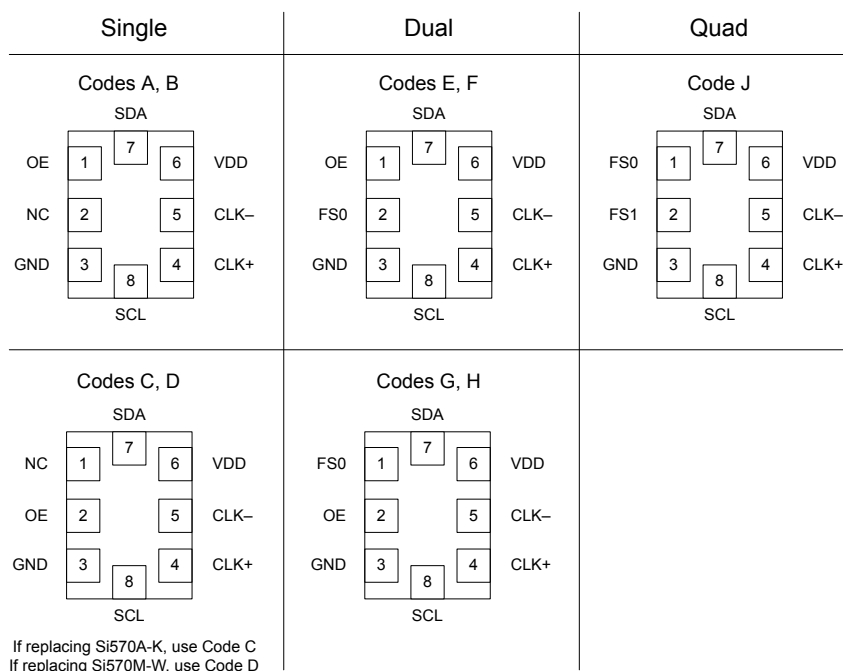 Single Dual Quad
Codes A, B
SDA
OE 1 7 6 VDD
NC 2 5 CLK–
GND 3 8 4 CLK+
SCL
Codes E, F
SDA
OE 1 7 6 VDD
FS0 2 5 CLK–
GND 3 8 4 CLK+
SCL
Code J
SDA
FS0 1 7 6 VDD
FS1 2 5 CLK–
GND 3 8 4 CLK+
SCL
Codes C, D
SDA
NC 1 7 6 VDD
OE 2 5 CLK–
GND 3 8 4 CLK+
SCL
If replacing Si570A-K, use Code C
If replacing Si570M-W, use Code D
Codes G, H
SDA
FS0 1 7 6 VDD
OE 2 5 CLK–
GND 3 8 4 CLK+
SCL